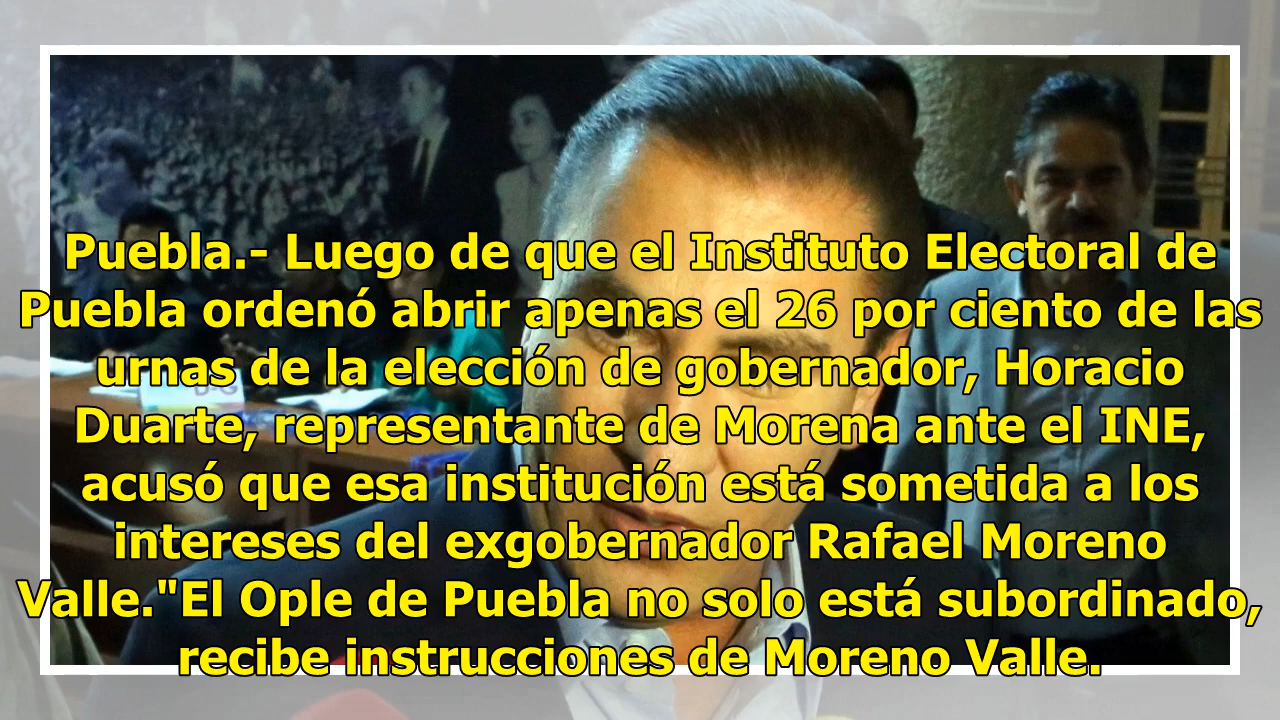 Puebla.- Luego de que el Instituto Electoral de
Puebla ordenó abrir apenas el 26 por ciento de las
urnas de la elección de gobernador, Horacio
Duarte, representante de Morena ante el INE,
acusó que esa institución está sometida a los
intereses del exgobernador Rafael Moreno
Valle."El Ople de Puebla no solo está subordinado,
recibe instrucciones de Moreno Valle.